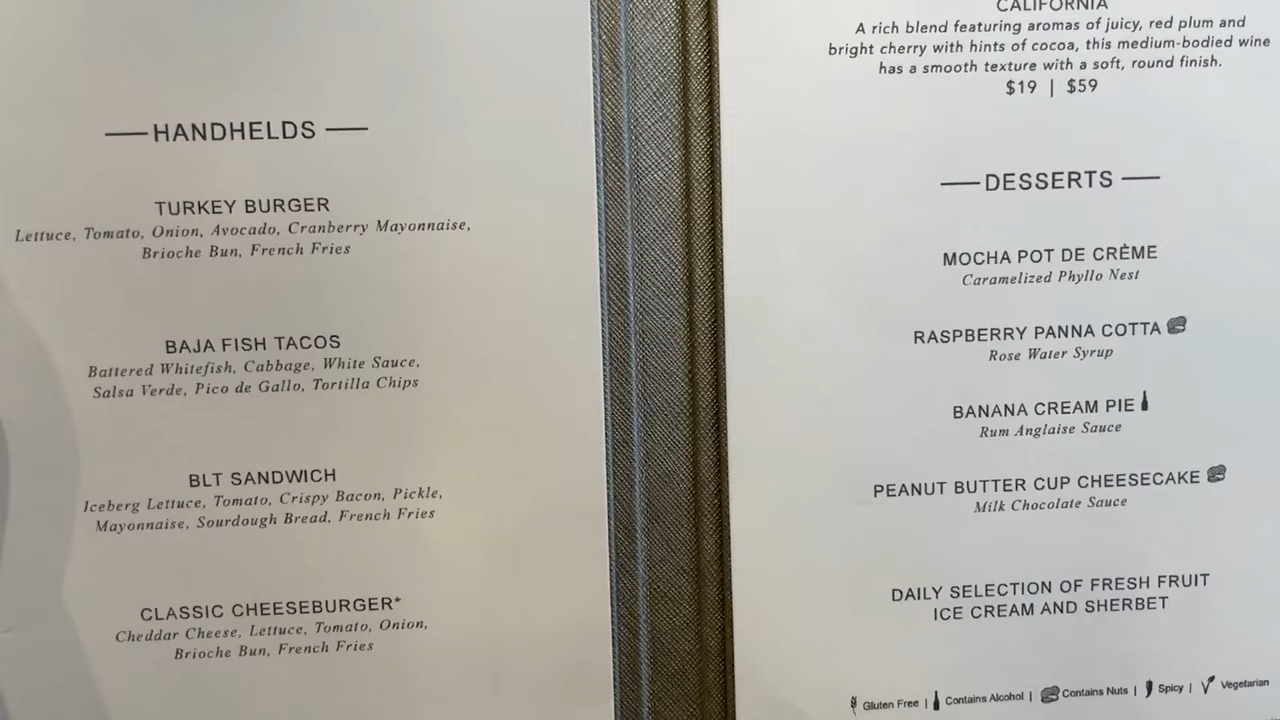 HANDHELDS
TURKEY BURGER
Lettuce, Tomato, Onion, Avocado, Cranberry Mayonnaise,
Brioche Bun, French Fries
BAJA FISH TACOS
Battered Whitefish, Cabbage, White Sauce,
Salsa Verde, Pico de Gallo, Tortilla Chips
BLT SANDWICH
Iceberg Lettuce, Tomato, Crispy Bacon, Pickle,
Mayonnaise, Sourdough Bread, French Fries
CLASSIC CHEESEBURGER*
Cheddar Cheese, Lettuce, Tomato, Onion,
Brioche Bun, French Fries
CALIFORNIA
A rich blend featuring aromas of juicy, red plum and
bright cherry with hints of cocoa, this medium-bodied wine
has a smooth texture with a soft, round finish.
$19 | $59
DESSERTS
MOCHA POT DE CRÈME
Caramelized Phyllo Nest
RASPBERRY PANNA COTTA
Rose Water Syrup
BANANA CREAM PIE
Rum Anglaise Sauce
PEANUT BUTTER CUP CHEESECAKE
Milk Chocolate Sauce
DAILY SELECTION OF FRESH FRUIT
ICE CREAM AND SHERBET
Gluten Free | Contains Alcohol | Contains Nuts | Spicy | Vegetarian